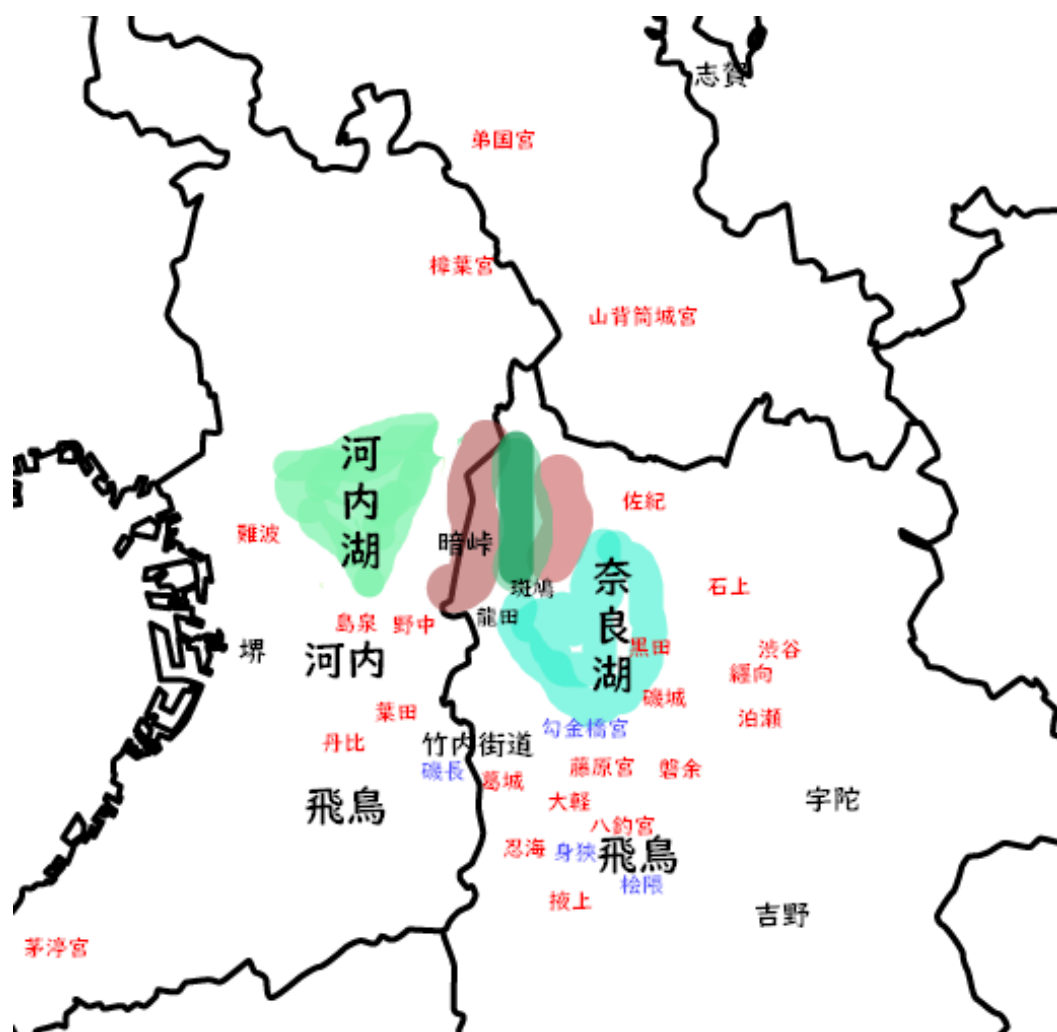 志賀
弟国宮
樟葉宮
山背筒城宮
河内湖
佐紀
難波
暗峠
奈良湖
斑鳩
石上
龍田
島泉
野中
堺
河内
黒田
渋谷
纒向
磯城
葉田
泊瀬
勾金橋宮
丹比
竹内街道
磯長
葛城
藤原宮
磐余
飛鳥
大軽
宇陀
八釣宮
忍海
身狭
飛鳥
桧隈
掖上
吉野
茅渟宮